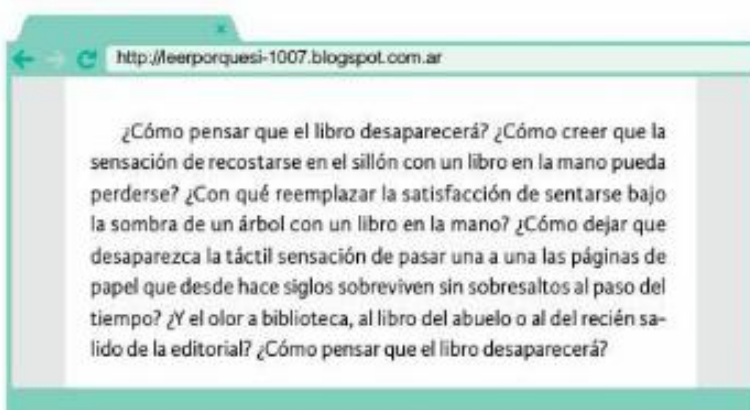 http://leerporquesi-1007.blogspot.com.ar
¿Cómo pensar que el libro desaparecerá? ¿Cómo creer que la
sensación de recostarse en el sillón con un libro en la mano pueda
perderse? ¿Con qué reemplazar la satisfacción de sentarse bajo
la sombra de un árbol con un libro en la mano? ¿Cómo dejar que
desaparezca la táctil sensación de pasar una a una las páginas de
papel que desde hace siglos sobreviven sin sobresaltos al paso del
tiempo? ¿Y el olor a biblioteca, al libro del abuelo o al del recién sa-
lido de la editorial? ¿Cómo pensar que el libro desaparecerá?